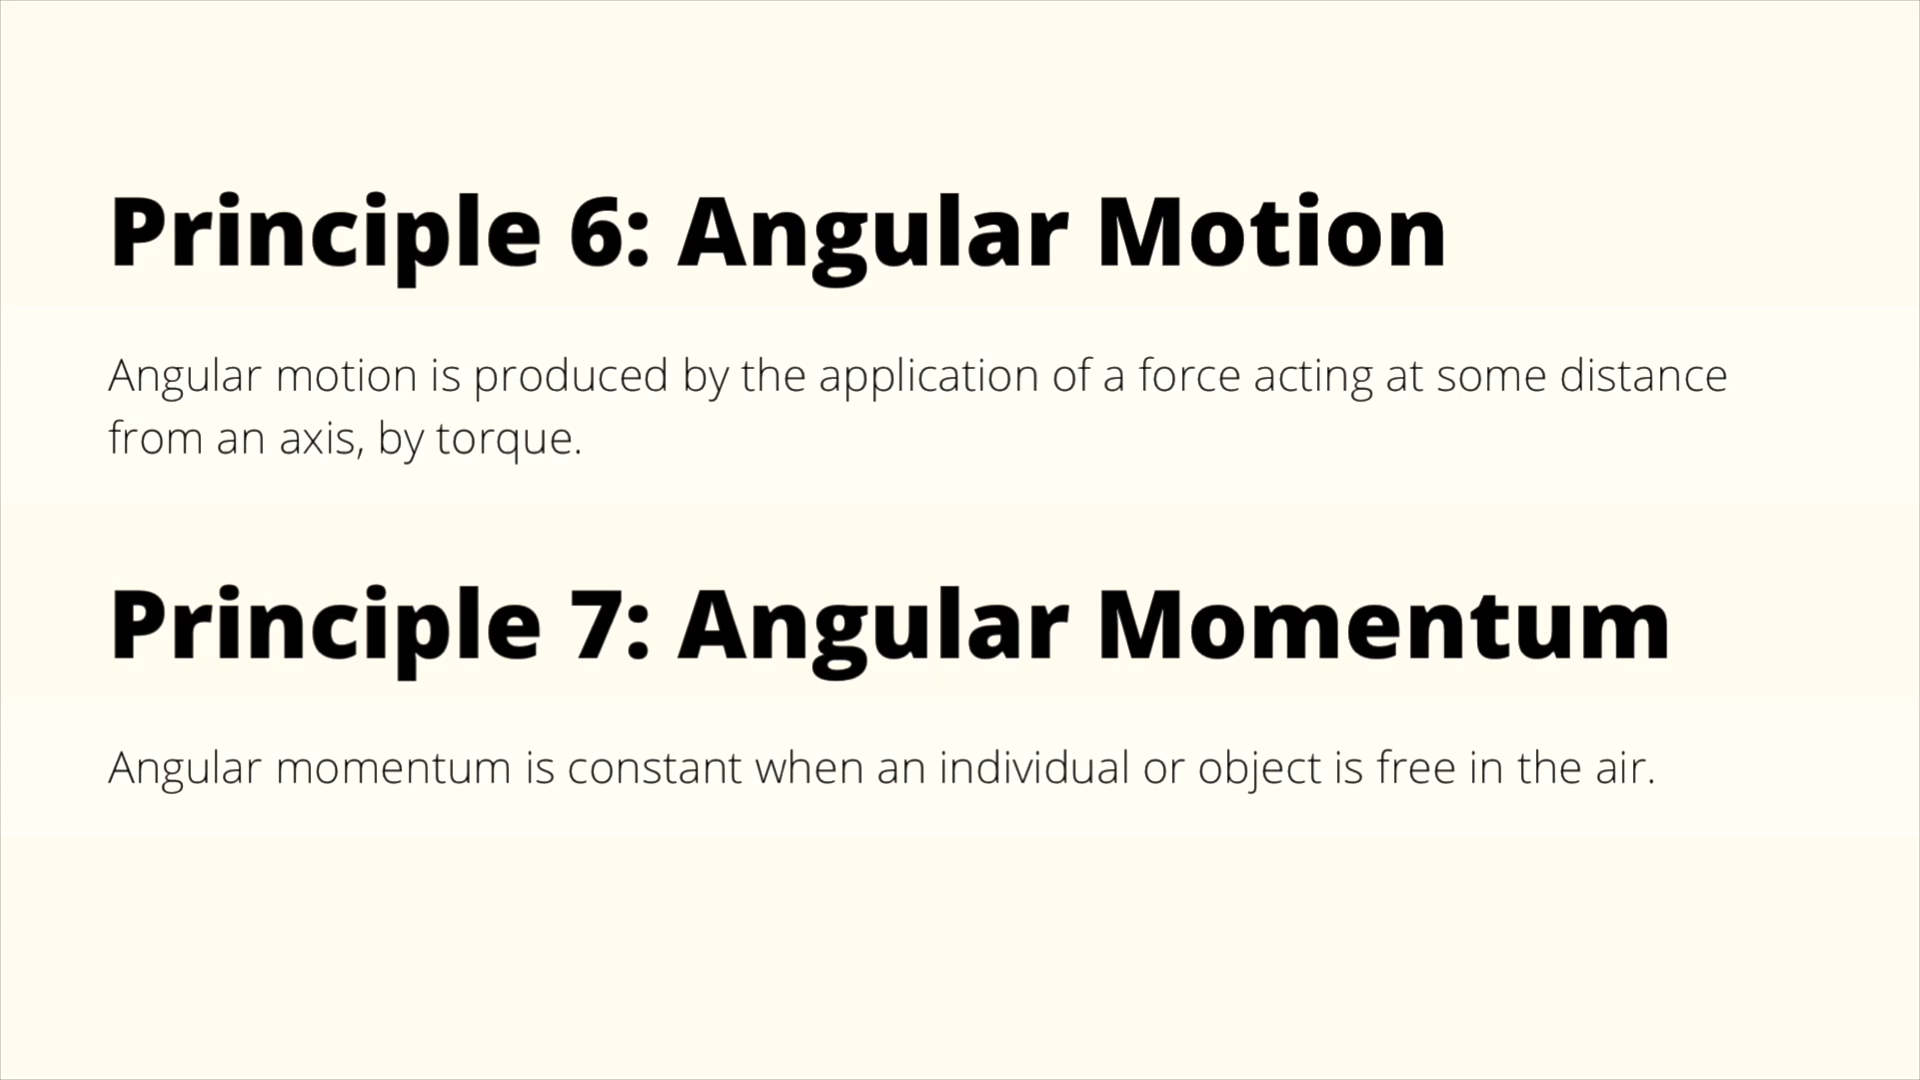 Principle 6: Angular Motion
Angular motion is produced by the application of a force acting at some distance
from an axis, by torque.
Principle 7: Angular Momentum
Angular momentum is constant when an individual or object is free in the air.